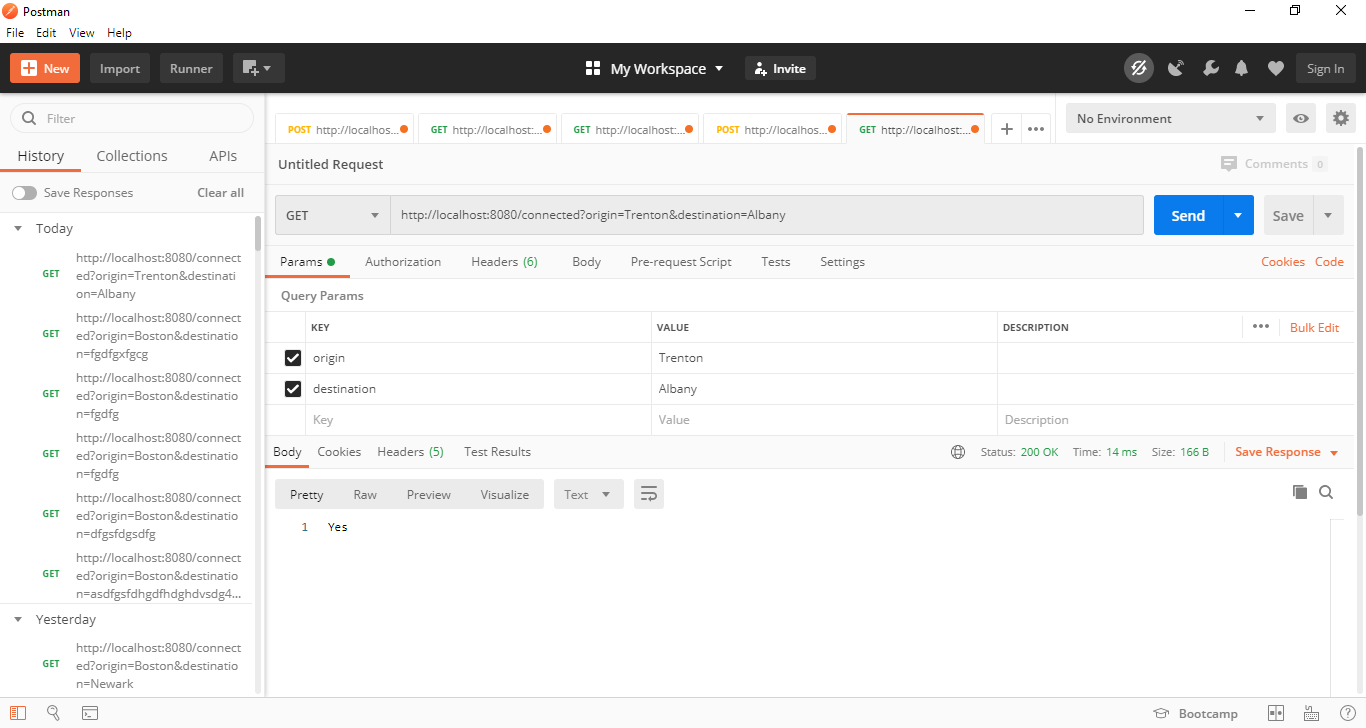 Postman
File Edit View Help
New Import Runner My Workspace Invite Sign In
Filter
History Collections APIs
Save Responses Clear all
Today
GET http://localhost:8080/connect
ed?origin=Trenton&destinati
on=Albany
GET http://localhost:8080/connect
ed?origin=Boston&destinatio
n=fgdfgxfgcg
GET http://localhost:8080/connect
ed?origin=Boston&destinatio
n=fgdfg
GET http://localhost:8080/connect
ed?origin=Boston&destinatio
n=fgdfg
GET http://localhost:8080/connect
ed?origin=Boston&destinatio
n=dfgsfdgsdfg
GET http://localhost:8080/connect
ed?origin=Boston&destinatio
n=asdfgsfdhgdfhdghdvsdg4...
Yesterday
GET http://localhost:8080/connect
ed?origin=Boston&destinatio
n=Newark
POST http://localhos... GET http://localhost:... GET http://localhost:... POST http://localhos... GET http://localhost:... No Environment
Untitled Request Comments 0
GET http://localhost:8080/connected?origin=Trenton&destination=Albany Send Save
Params Authorization Headers (6) Body Pre-request Script Tests Settings Cookies Code
Query Params
KEY VALUE DESCRIPTION Bulk Edit
origin Trenton
destination Albany
Key Value Description
Body Cookies Headers (5) Test Results Status: 200 OK Time: 14 ms Size: 166 B Save Response
Pretty Raw Preview Visualize Text
1 Yes
Bootcamp